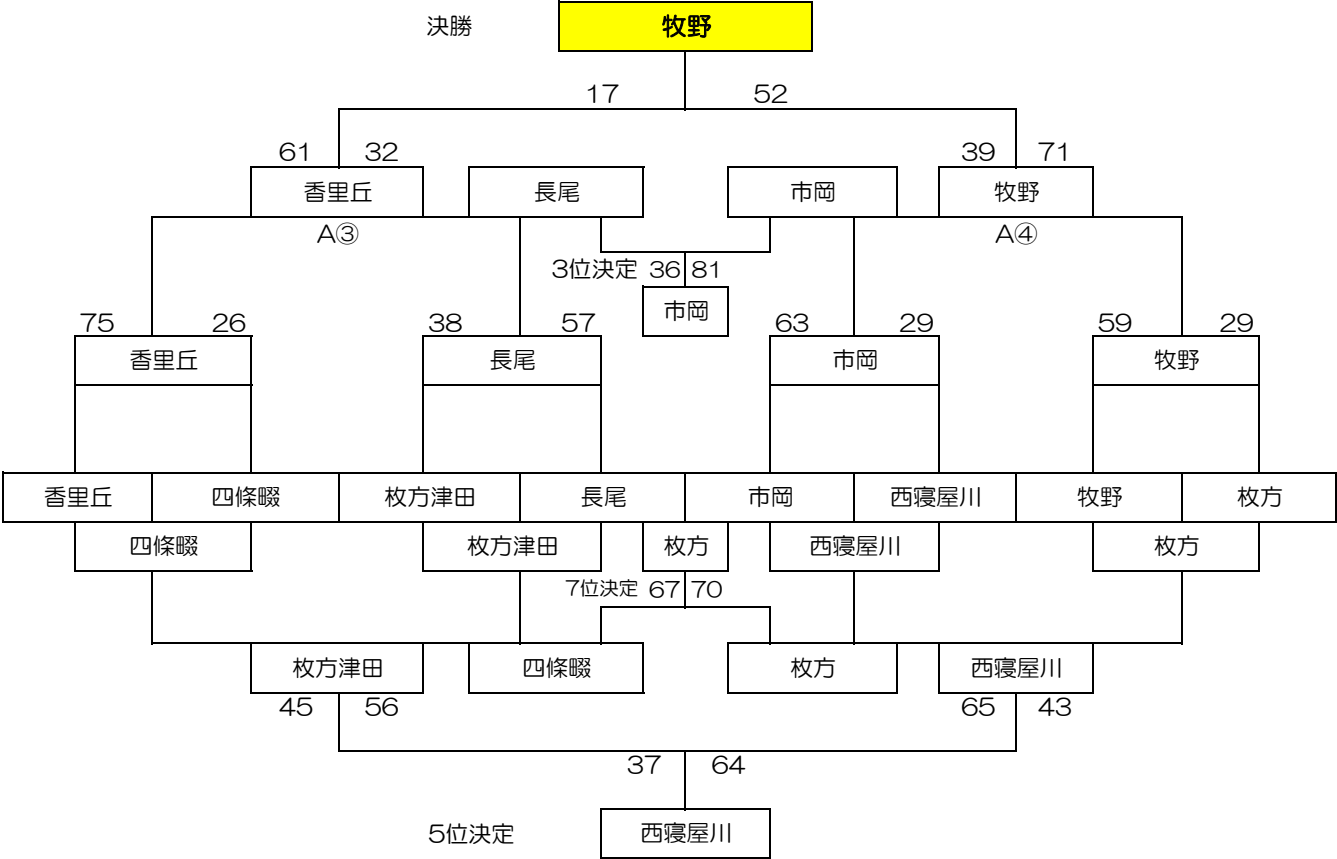 決勝 牧野
17 52
61 32 39 71
香里丘 長尾 市岡 牧野
A③ A④
3位決定 36 81
市岡
75 26 38 57 63 29 59 29
香里丘 長尾 市岡 牧野
香里丘 四條畷 枚方津田 長尾 市岡 西寝屋川 牧野 枚方
四條畷 枚方津田 枚方 西寝屋川 枚方
7位決定 67 70
枚方津田 四條畷 枚方 西寝屋川
45 56 65 43
37 64
5位決定 西寝屋川